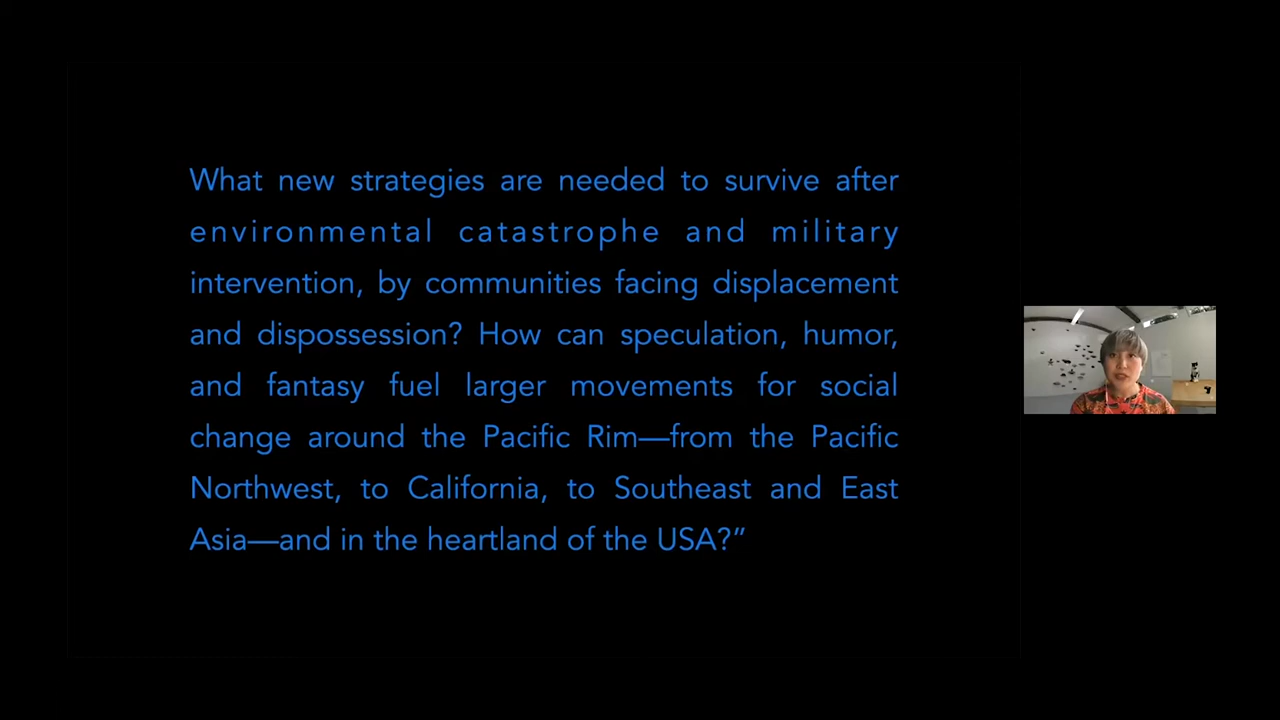 What new strategies are needed to survive after
environmental catastrophe and military
intervention, by communities facing displacement
and dispossession? How can speculation, humor,
and fantasy fuel larger movements for social
change around the Pacific Rim—from the Pacific
Northwest, to California, to Southeast and East
Asia—and in the heartland of the USA?”